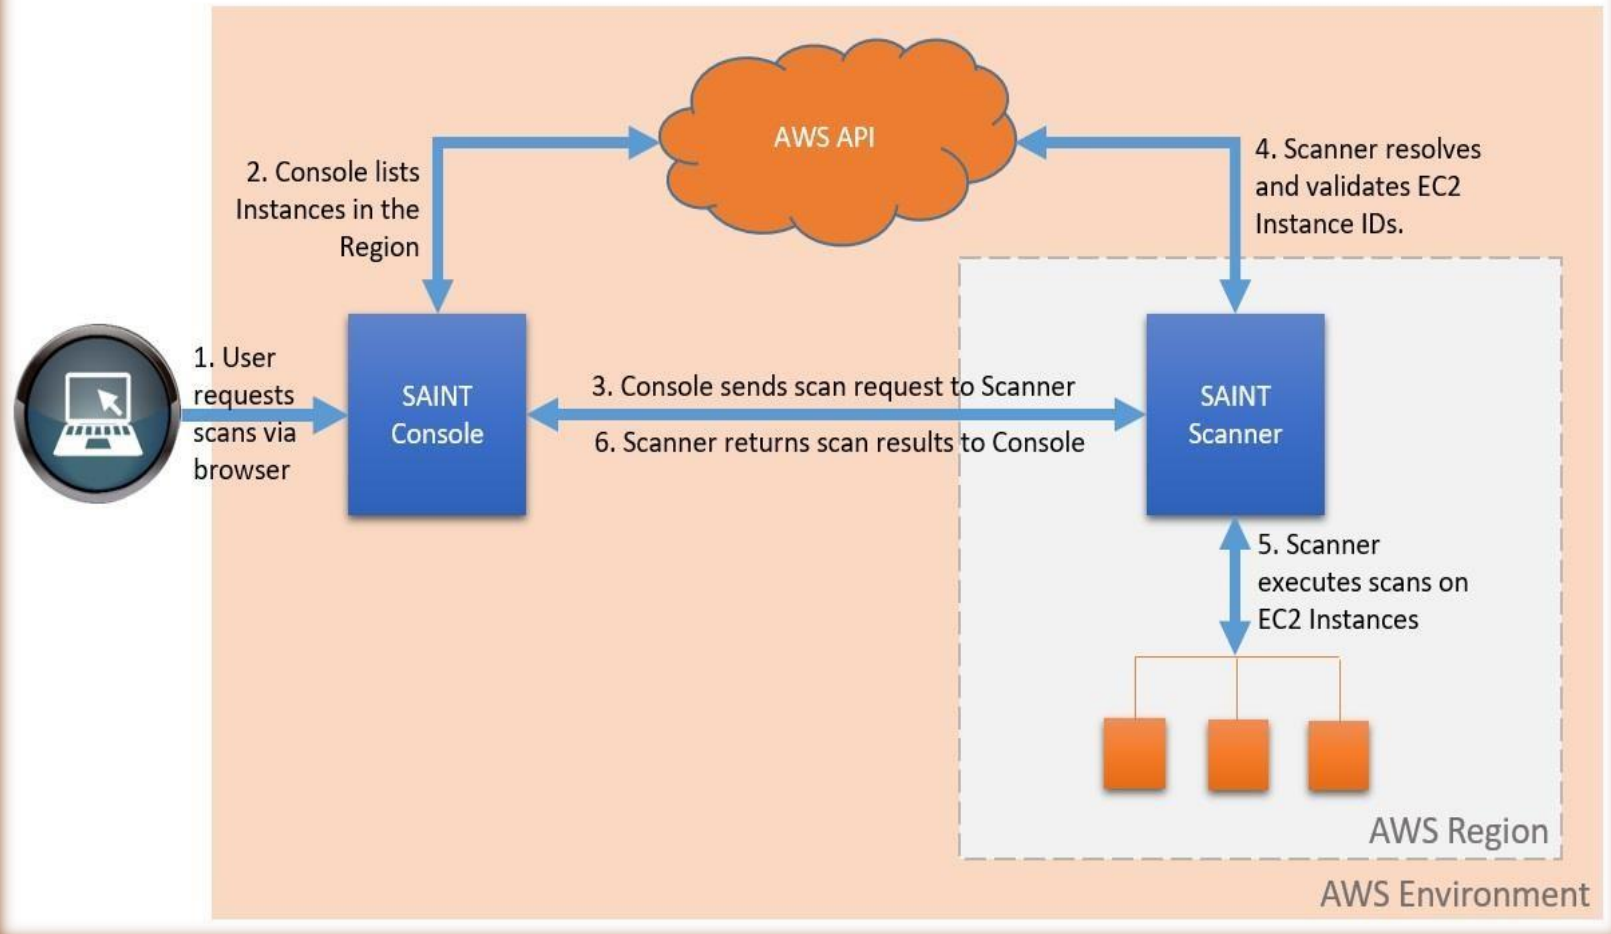 AWS API
2. Console lists
Instances in the
Region
4. Scanner resolves
and validates EC2
Instance IDs.
1. User
requests
scans via
browser
SAINT
Console
3. Console sends scan request to Scanner
6. Scanner returns scan results to Console
SAINT
Scanner
5. Scanner
executes scans on
EC2 Instances
AWS Region
AWS Environment